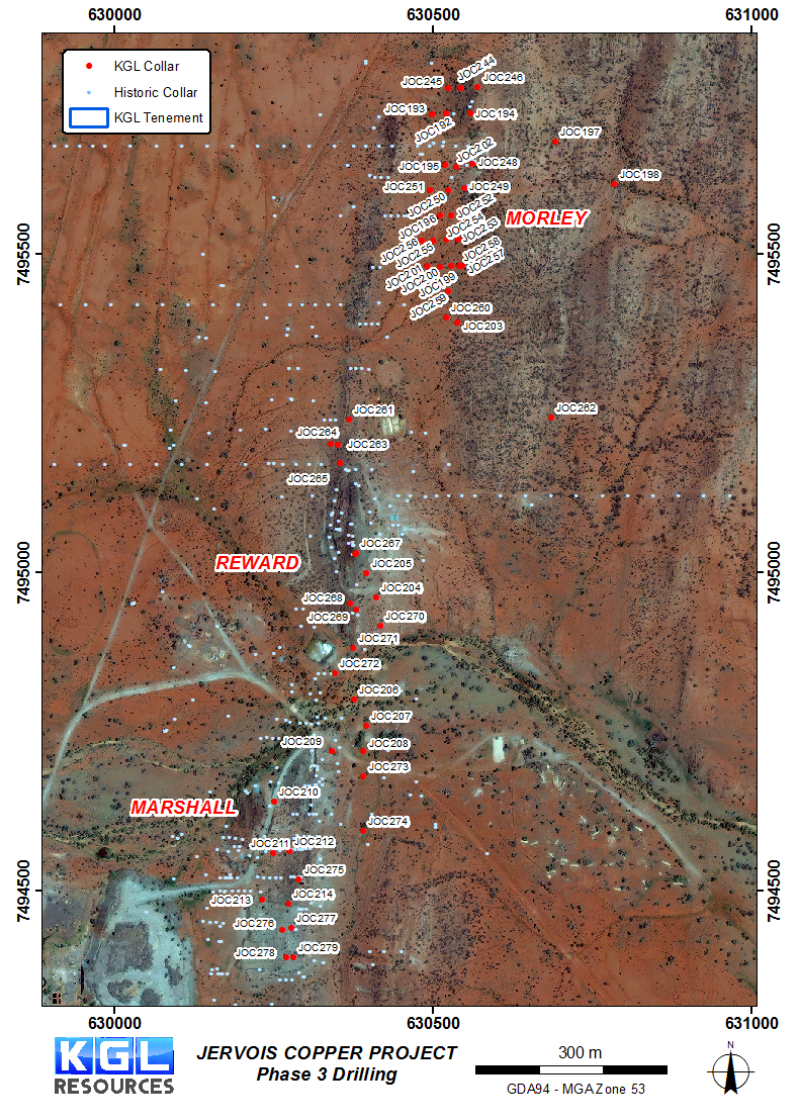 630000
630500
631000
KGL Collar
Historic Collar
KGL Tenement
JOC245
JOC244
JOC246
JOC193
JOC192
JOC194
JOC197
JOC195
JOC202
JOC248
JOC198
JOC251
JOC250
JOC249
JOC196
JOC252
MORLEY
JOC256
JOC255
JOC254
JOC253
7495500
7495500
JOC201
JOC200
JOC199
JOC258
JOC257
JOC259
JOC260
JOC203
JOC261
JOC262
JOC264
JOC263
JOC265
JOC267
REWARD
JOC205
7495000
7495000
JOC204
JOC268
JOC269
JOC270
JOC271
JOC272
JOC206
JOC207
JOC209
JOC208
JOC273
MARSHALL
JOC210
JOC274
JOC211
JOC212
JOC275
7494500
7494500
JOC213
JOC214
JOC276
JOC277
JOC278
JOC279
630000
630500
631000
KGL
RESOURCES
JERVOIS COPPER PROJECT
Phase 3 Drilling
300 m
GDA94 - MGA Zone 53
N